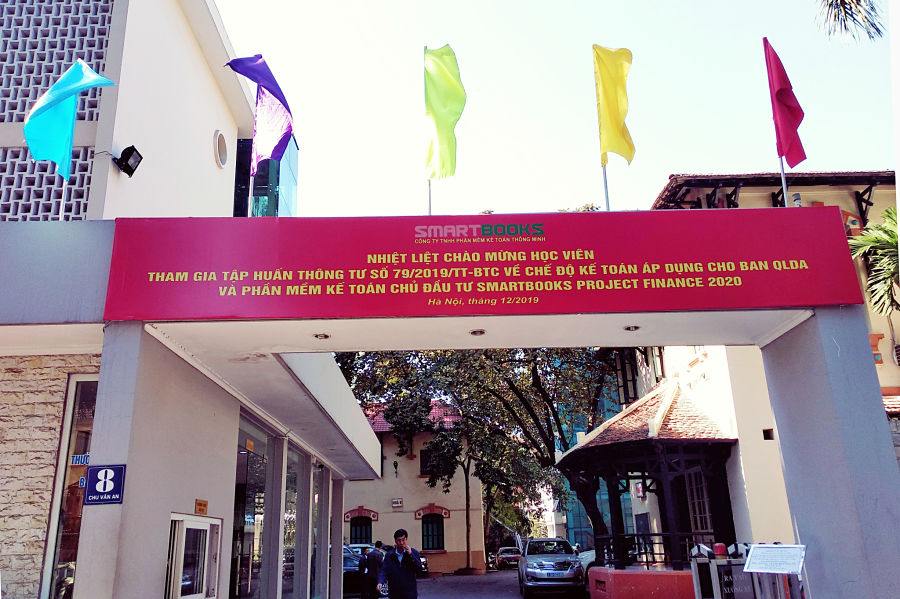 SMARTBOOKS
CÔNG TY TNHH PHẦN MỀM KẾ TOÁN THÔNG MINH
NHIỆT LIỆT CHÀO MỪNG HỌC VIÊN
THAM GIA TẬP HUẤN THÔNG TƯ SỐ 79/2019/TT-BTC VỀ CHẾ ĐỘ KẾ TOÁN ÁP DỤNG CHO BAN QLDA
VÀ PHẦN MỀM KẾ TOÁN CHỦ ĐẦU TƯ SMARTBOOKS PROJECT FINANCE 2020
Hà Nội, tháng 12/2019
8
CHU VĂN AN